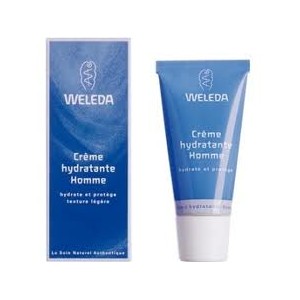 WELEDA
Crème
hydratante
Homme
hydrate et protège
texture légère
Le Soin Naturel Authentique
WELEDA
Crème
hydratante
Homme
hydrate et protège